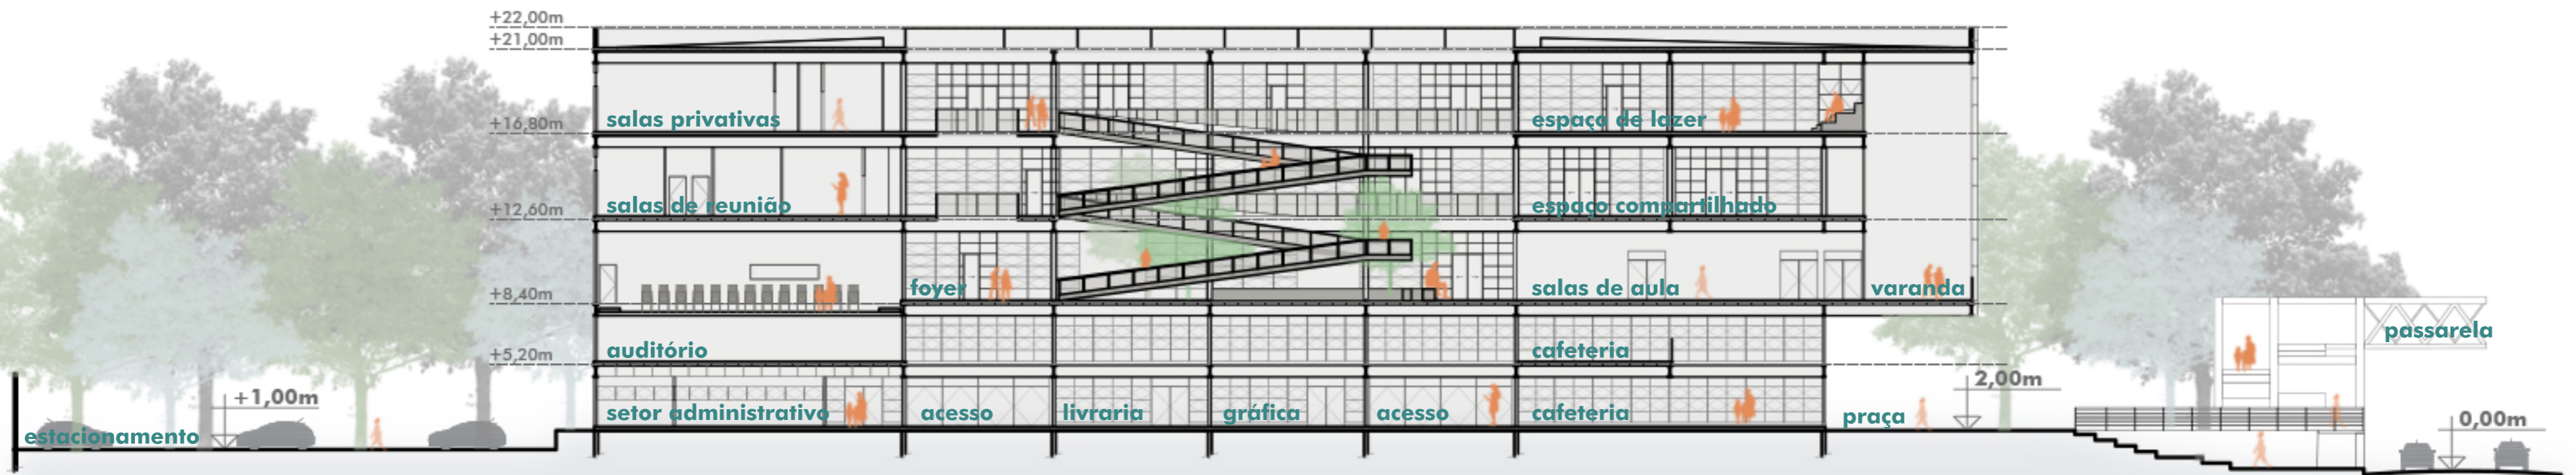 +22,00m
+21,00m
salas privativas
espaço de lazer
+16,80m
salas de reunião
espaço compartilhado
+12,60m
foyer
salas de aula
varanda
+8,40m
passarela
auditório
cafeteria
+5,20m
2,00m
+1,00m
setor administrativo
acesso
livraria
gráfica
acesso
cafeteria
praça
0,00m
estacionamento